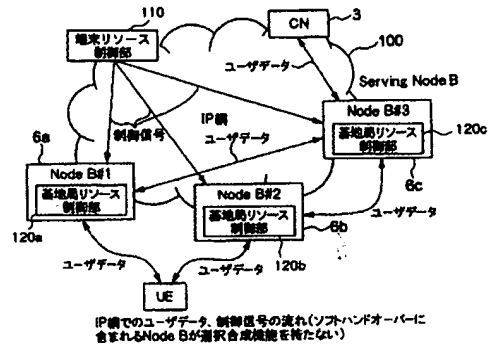 110
CN
3
端末リソース
制御部
100
ユーザデータ
Serving Node B
IP網
制御信号
ユーザデータ
6a
Node B#3
Node B#1
基地局リソース
制御部
120c
基地局リソース
制御部
Node B#2
6c
基地局リソース
制御部
ユーザデータ
120a
6b
ユーザデータ
ユーザデータ
120b
UE
IP網でのユーザデータ、制御信号の流れ(ソフトハンドオーバーに
含まれるNode Bが選択合成機能を持たない)